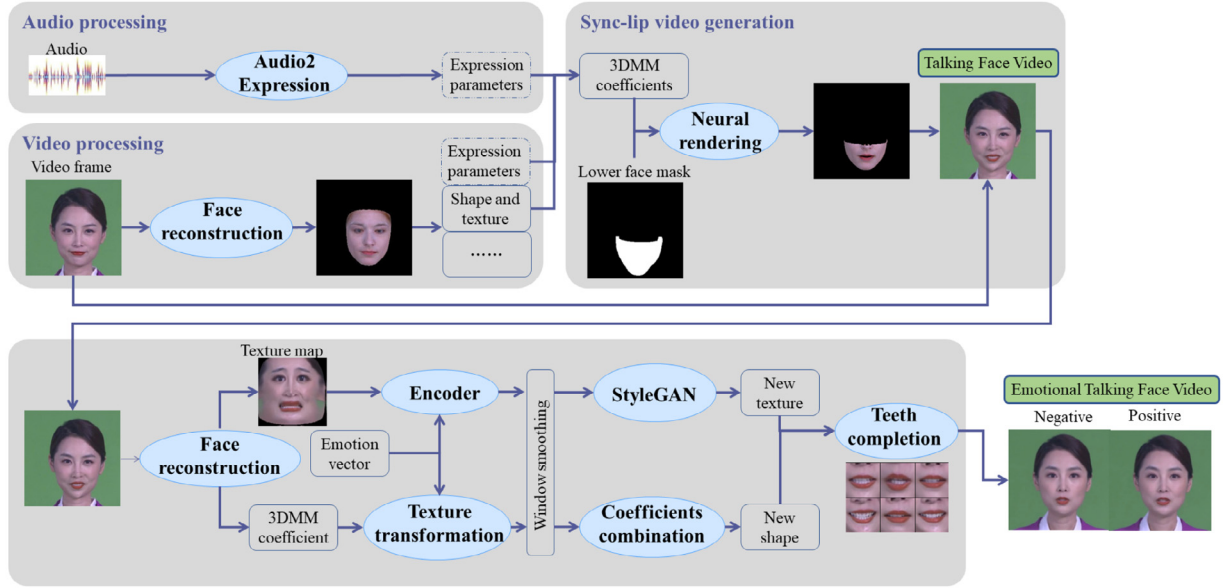 Audio processing
Audio
Audio2
Expression
Expression
parameters
Video processing
Video frame
Face
reconstruction
Expression
parameters
Shape and
texture
......
Sync-lip video generation
3DMM
coefficients
Neural
rendering
Lower face mask
Talking Face Video
Texture map
Face
reconstruction
Encoder
Emotion
vector
3DMM
coefficient
Texture
transformation
Window smoothing
StyleGAN
Coefficients
combination
New
texture
New
shape
Teeth
completion
Emotional Talking Face Video
Negative
Positive